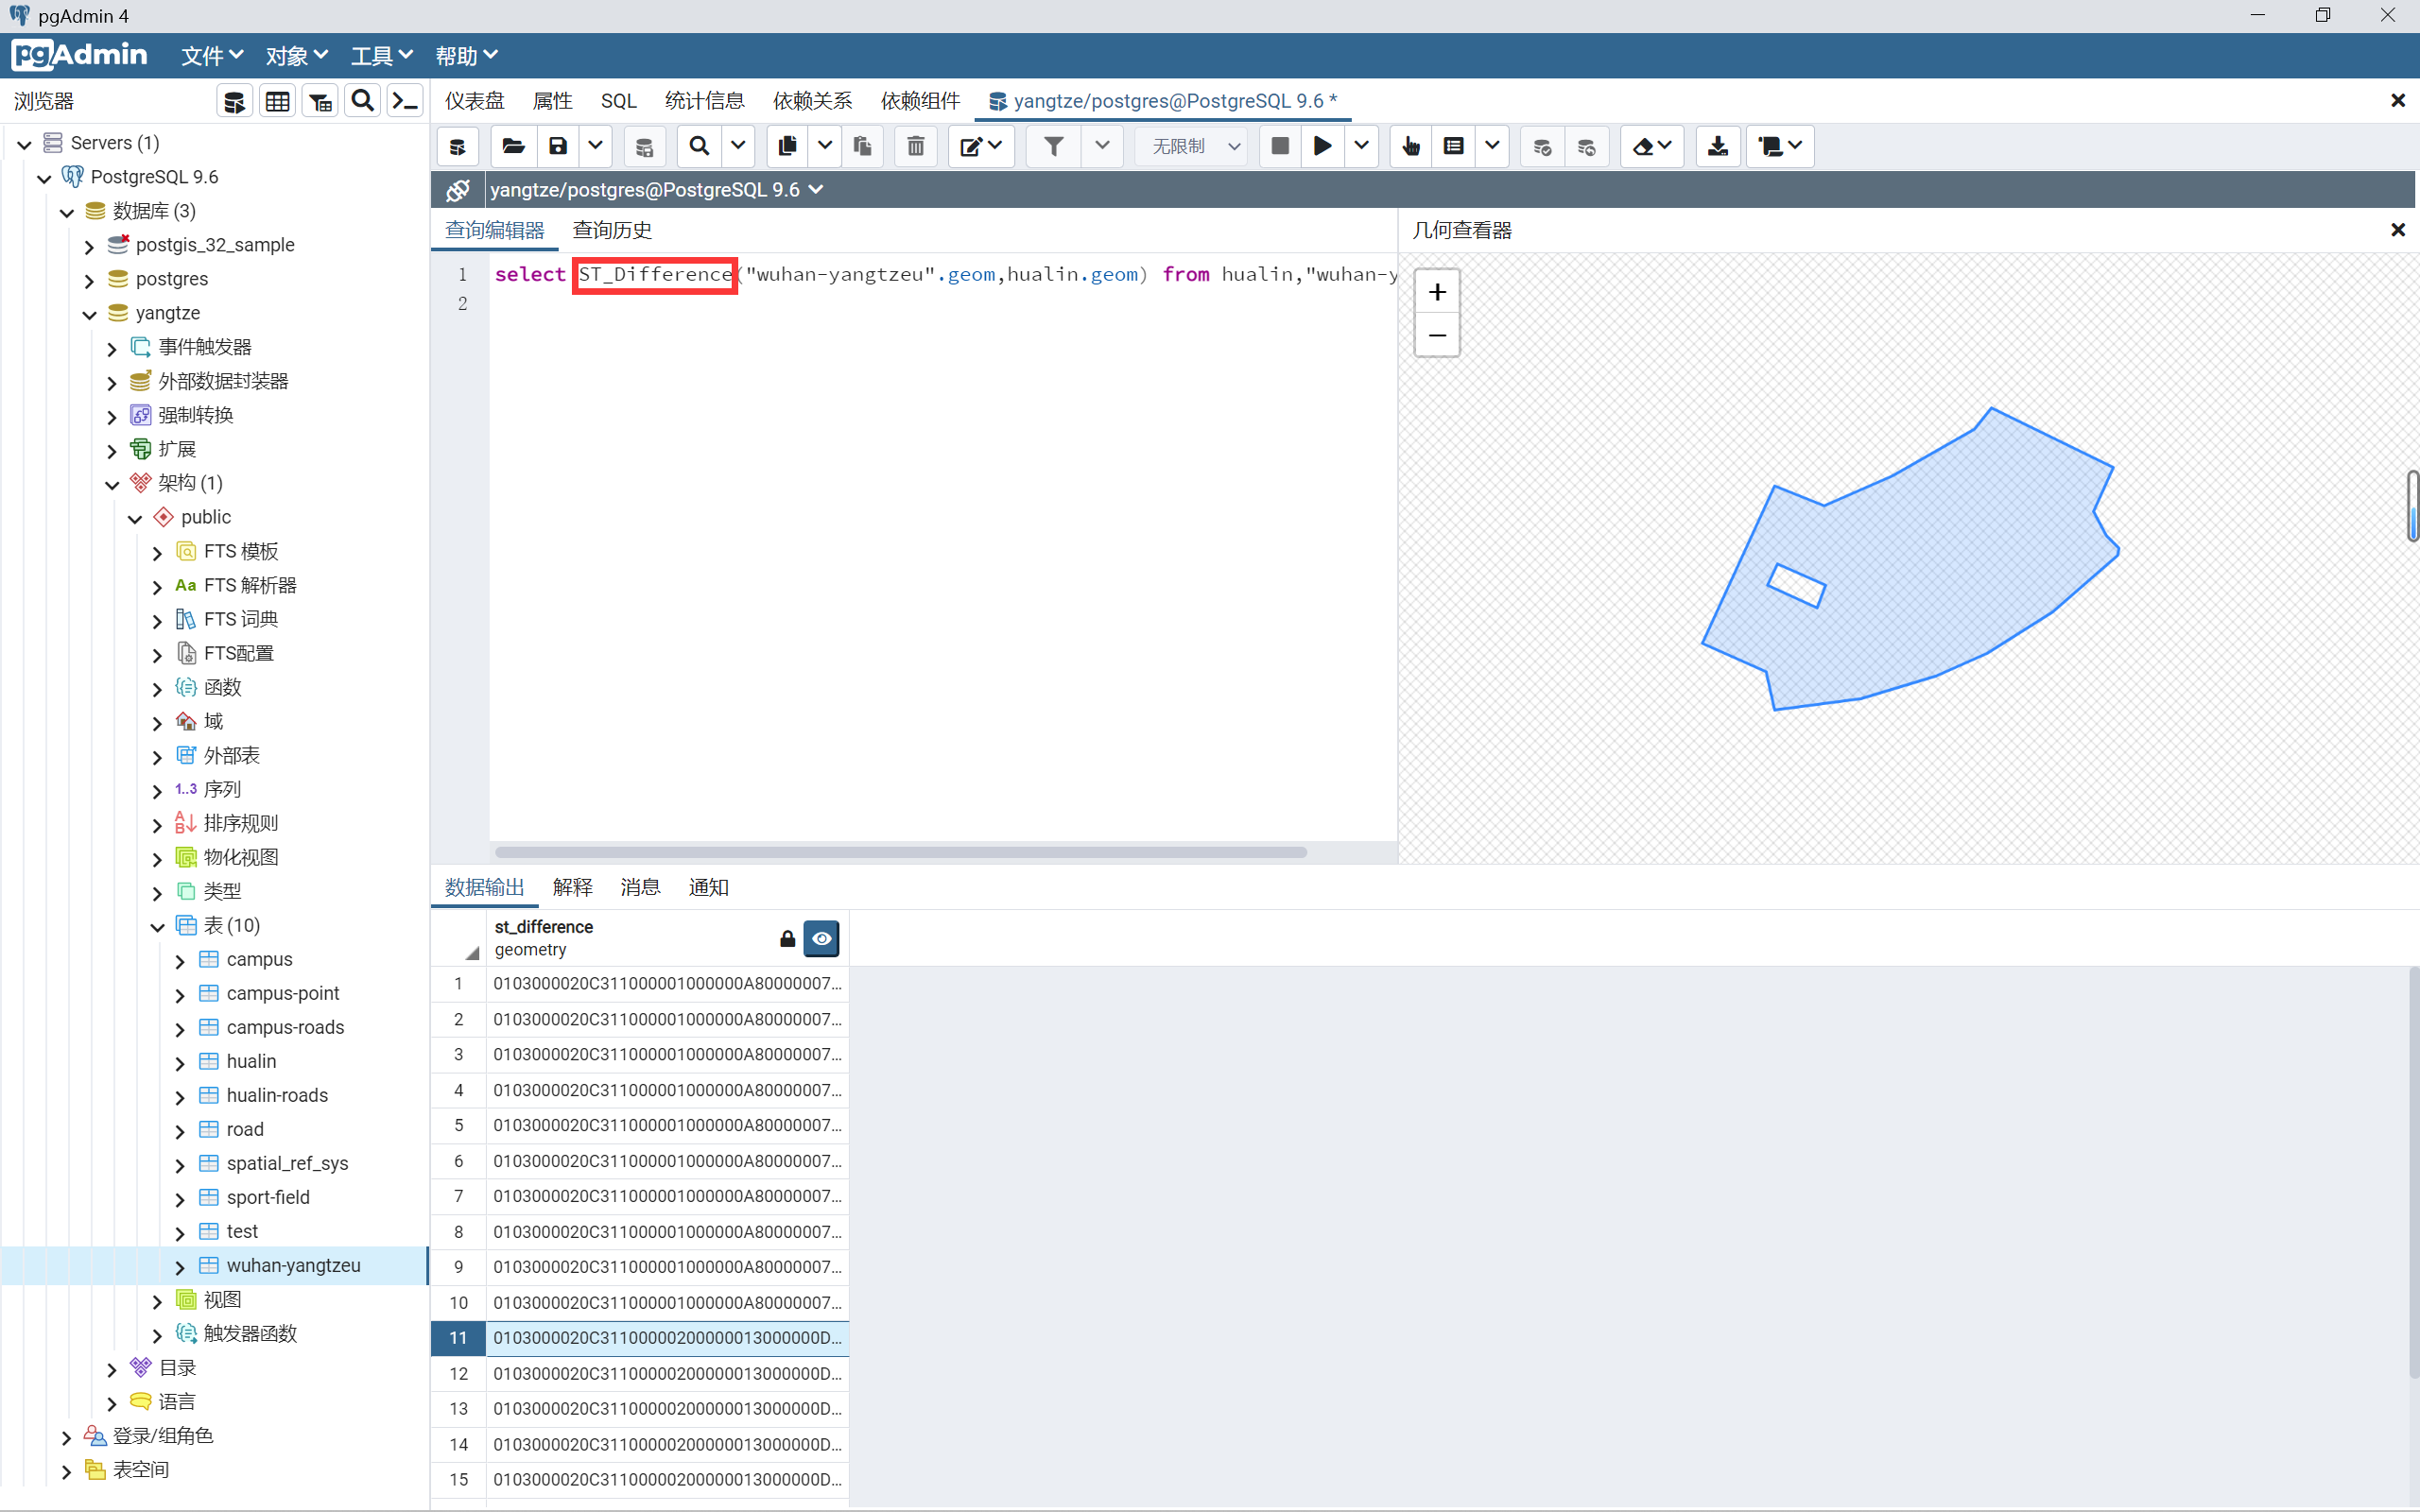 pgAdmin 4
pgAdmin 文件 对象 工具 帮助
浏览器
仪表盘 属性 SQL 统计信息 依赖关系 依赖组件 yangtze/postgres@PostgreSQL 9.6 *
无限制
yangtze/postgres@PostgreSQL 9.6
Servers (1)
PostgreSQL 9.6
数据库 (3)
postgis_32_sample
postgres
yangtze
事件触发器
外部数据封装器
强制转换
扩展
架构 (1)
public
FTS 模板
Aa FTS 解析器
FTS 词典
FTS配置
函数
域
外部表
1..3 序列
排序规则
物化视图
类型
表 (10)
campus
campus-point
campus-roads
hualin
hualin-roads
road
spatial_ref_sys
sport-field
test
wuhan-yangtzeu
视图
触发器函数
目录
语言
登录/组角色
表空间
查询编辑器 查询历史
1 select ST_Difference("wuhan-yangtzeu".geom,hualin.geom) from hualin,"wuhan-y
2
几何查看器
+
−
数据输出 解释 消息 通知
st_difference
geometry
1 0103000020C311000001000000A80000007...
2 0103000020C311000001000000A80000007...
3 0103000020C311000001000000A80000007...
4 0103000020C311000001000000A80000007...
5 0103000020C311000001000000A80000007...
6 0103000020C311000001000000A80000007...
7 0103000020C311000001000000A80000007...
8 0103000020C311000001000000A80000007...
9 0103000020C311000001000000A80000007...
10 0103000020C311000001000000A80000007...
11 0103000020C31100000200000013000000D...
12 0103000020C31100000200000013000000D...
13 0103000020C31100000200000013000000D...
14 0103000020C31100000200000013000000D...
15 0103000020C31100000200000013000000D...